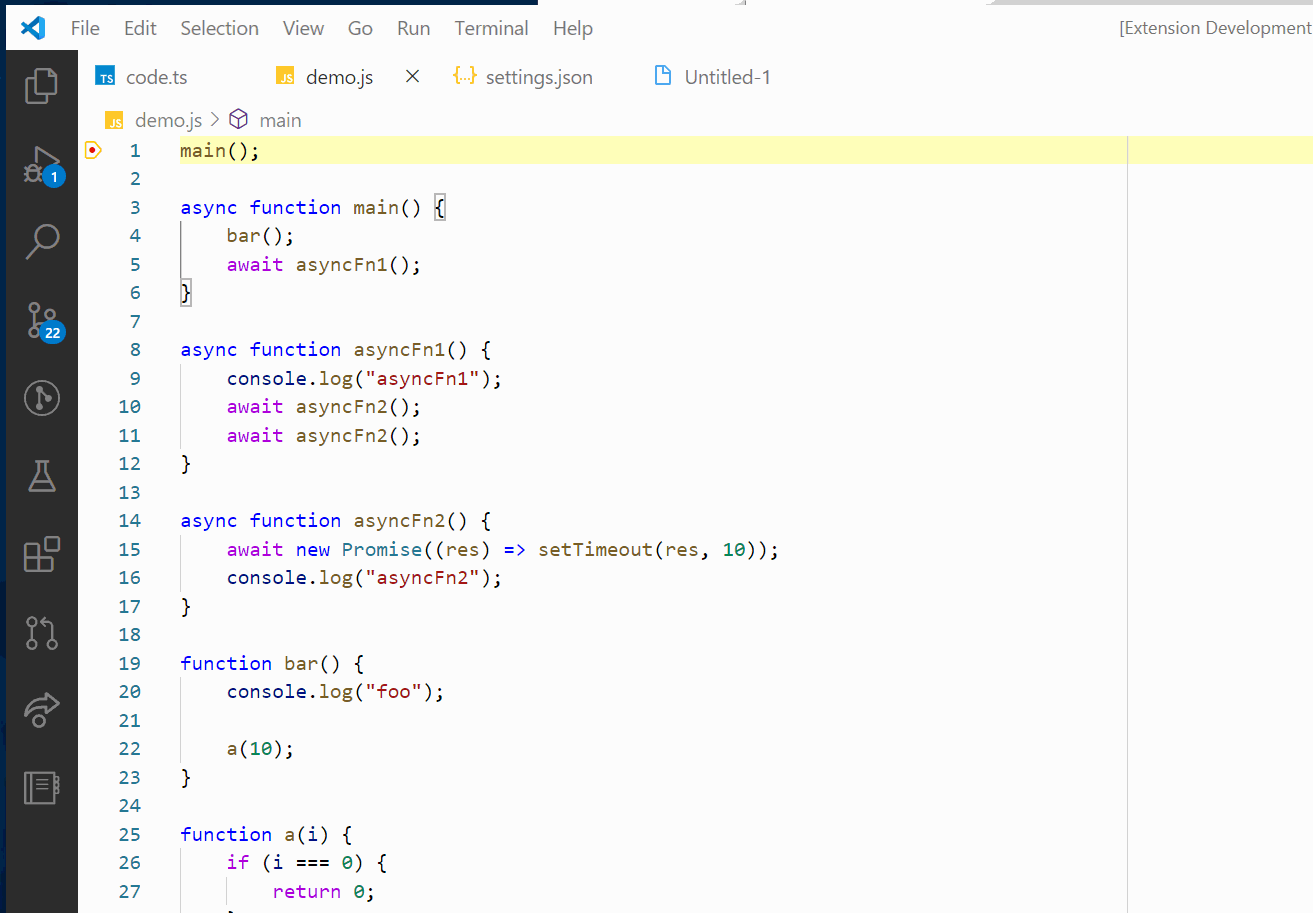 File Edit Selection View Go Run Terminal Help [Extension Development
TS code.ts JS demo.js {..} settings.json Untitled-1
JS demo.js > main
1 main();
2
3 async function main() {
4 bar();
5 await asyncFn1();
6 }
7
8 async function asyncFn1() {
9 console.log("asyncFn1");
10 await asyncFn2();
11 await asyncFn2();
12 }
13
14 async function asyncFn2() {
15 await new Promise((res) => setTimeout(res, 10));
16 console.log("asyncFn2");
17 }
18
19 function bar() {
20 console.log("foo");
21
22 a(10);
23 }
24
25 function a(i) {
26 if (i === 0) {
27 return 0;
1
22